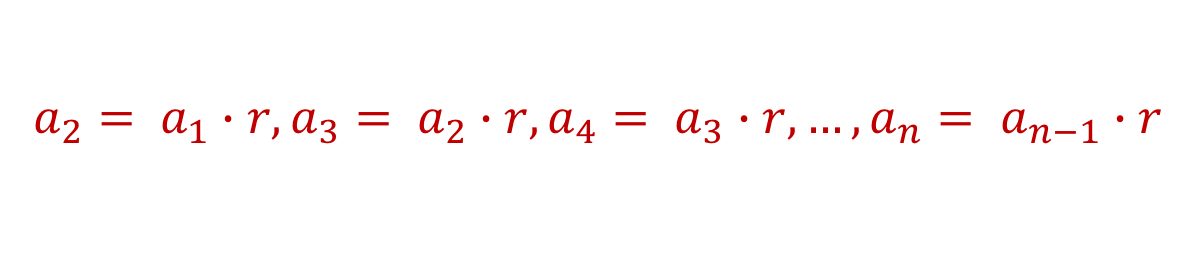 a₂ = a₁ · r, a₃ = a₂ · r, a₄ = a₃ · r, … , aₙ = aₙ₋₁ · r